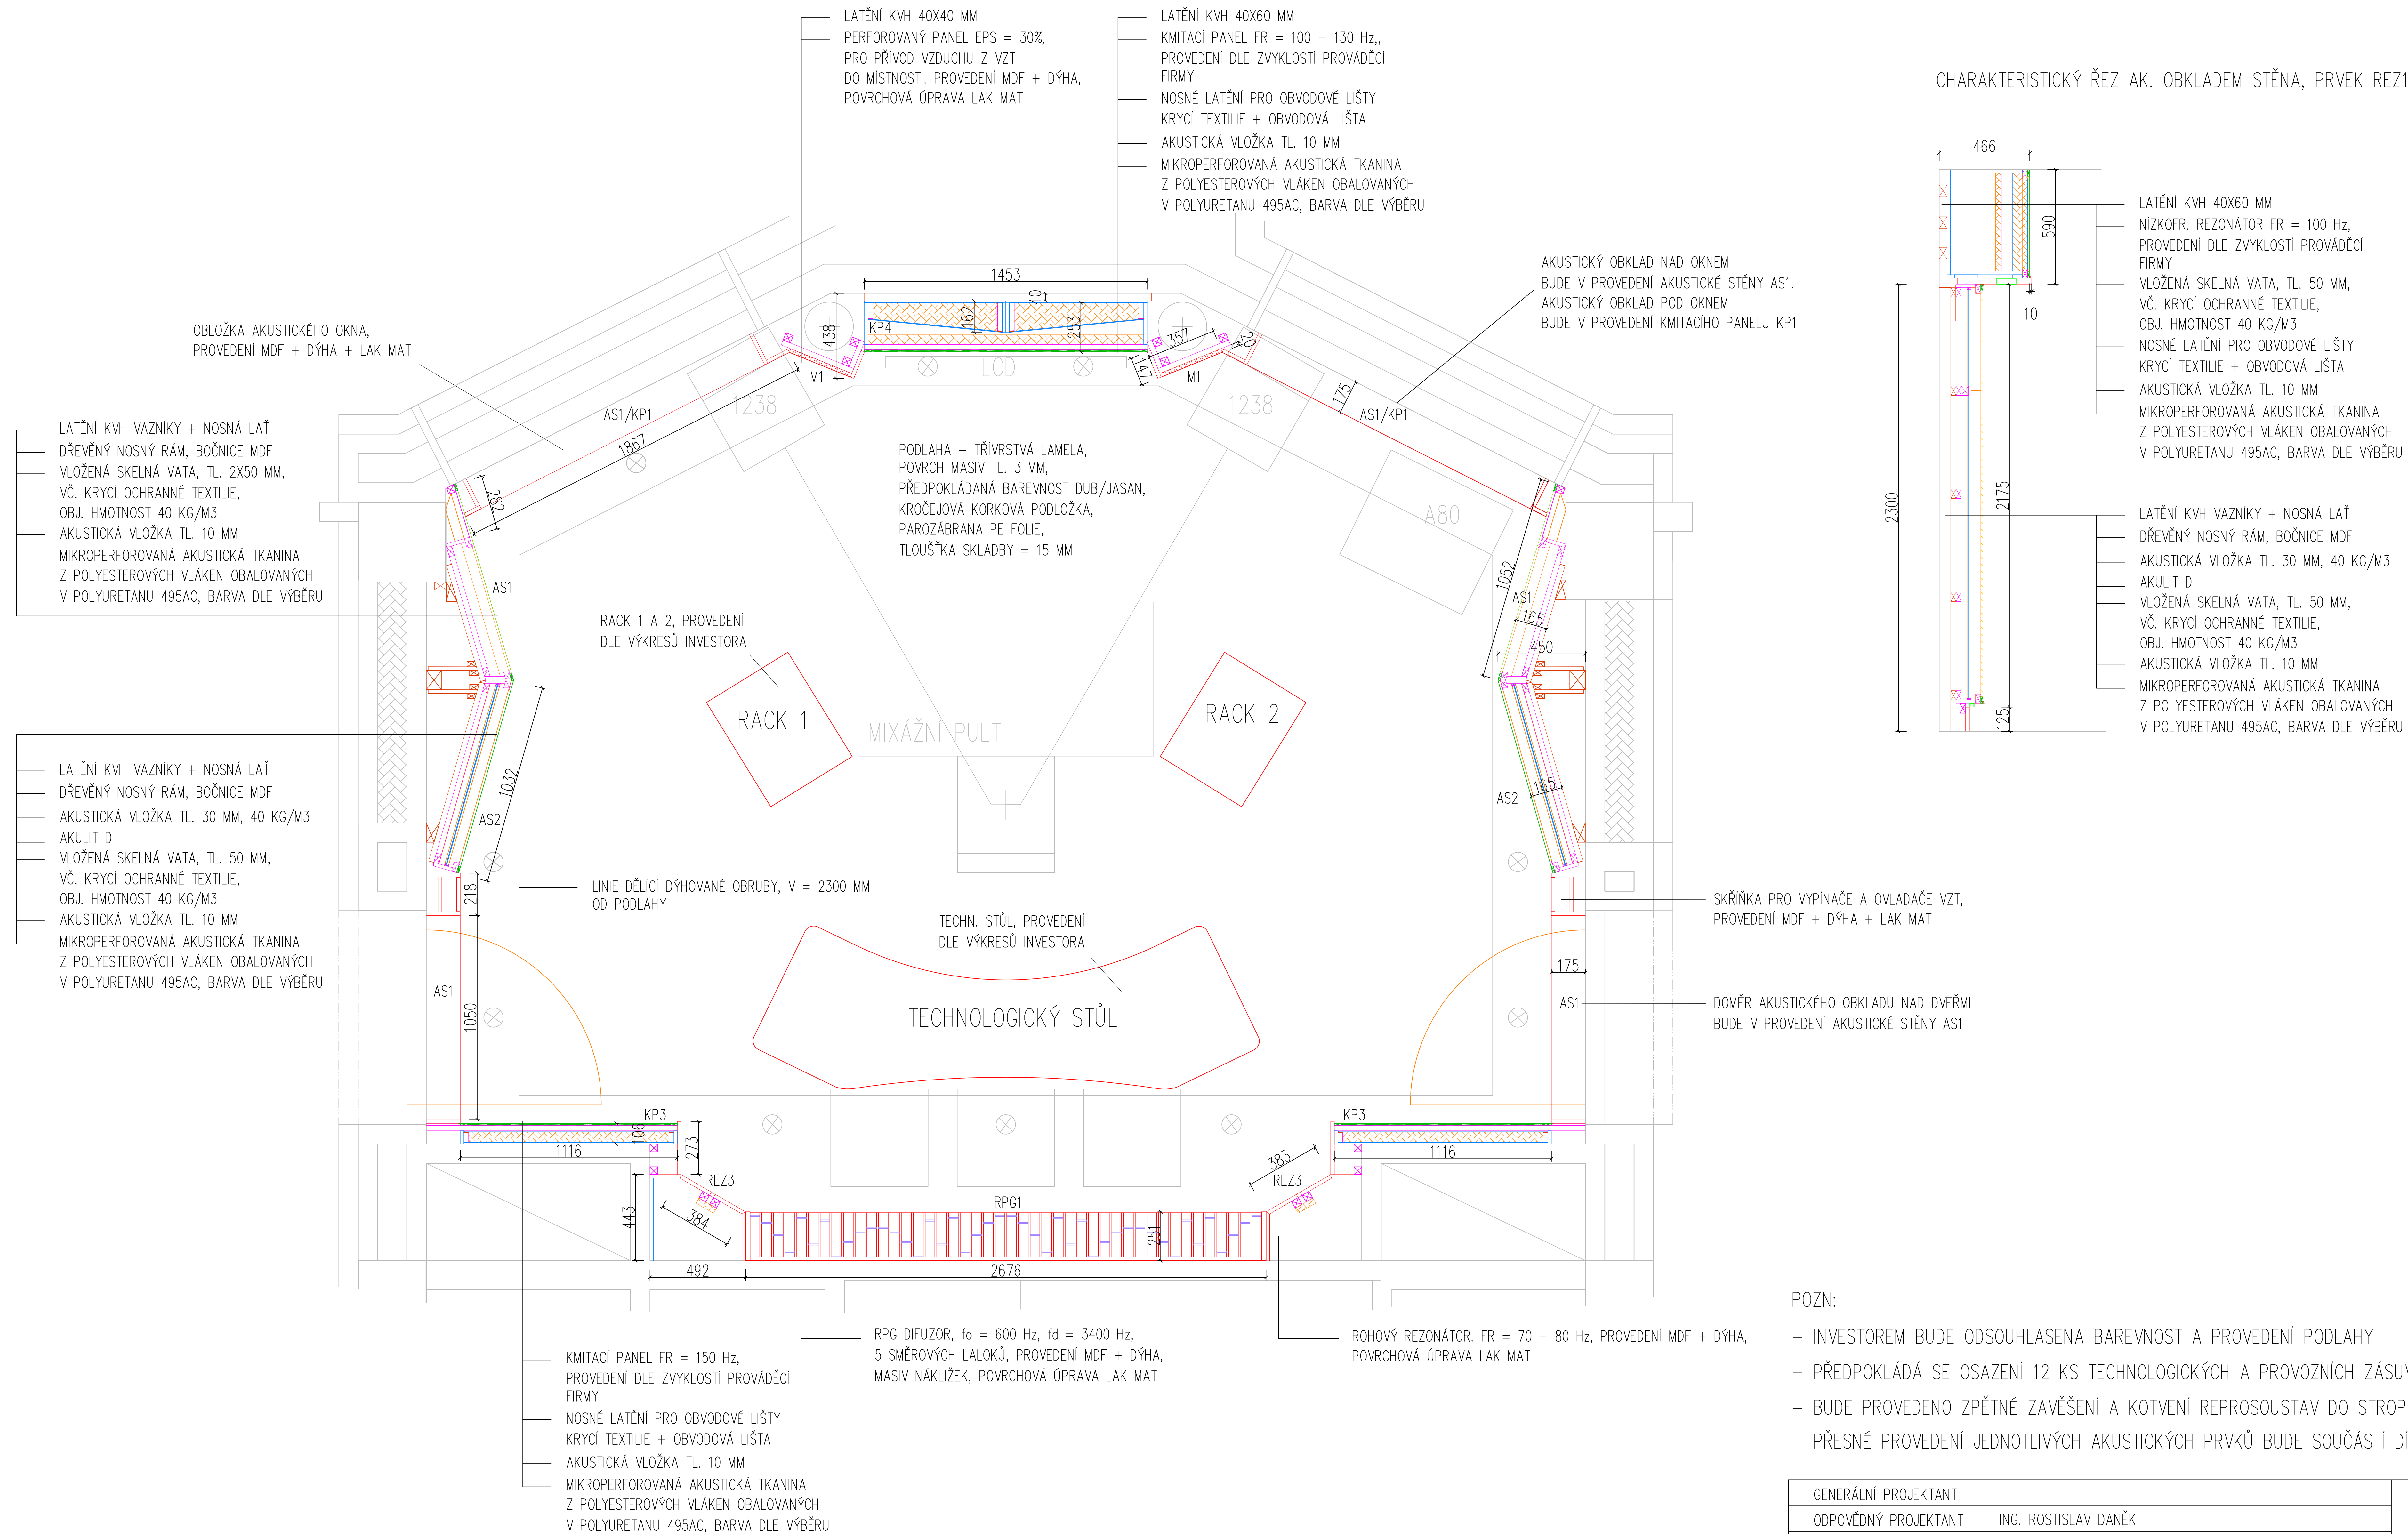 LATĚNÍ KVH 40X40 MM
PERFOROVANÝ PANEL EPS = 30%,
PRO PŘÍVOD VZDUCHU Z VZT
DO MÍSTNOSTI. PROVEDENÍ MDF + DÝHA,
POVRCHOVÁ ÚPRAVA LAK MAT
LATĚNÍ KVH 40X60 MM
KMITACÍ PANEL FR = 100 – 130 Hz,,
PROVEDENÍ DLE ZVYKLOSTÍ PROVÁDĚCÍ
FIRMY
NOSNÉ LATĚNÍ PRO OBVODOVÉ LIŠTY
KRYCÍ TEXTILIE + OBVODOVÁ LIŠTA
AKUSTICKÁ VLOŽKA TL. 10 MM
MIKROPERFOROVANÁ AKUSTICKÁ TKANINA
Z POLYESTEROVÝCH VLÁKEN OBALOVANÝCH
V POLYURETANU 495AC, BARVA DLE VÝBĚRU
CHARAKTERISTICKÝ ŘEZ AK. OBKLADEM STĚNA, PRVEK REZ1
466
590
10
2300
2175
125
LATĚNÍ KVH 40X60 MM
NÍZKOFR. REZONÁTOR FR = 100 Hz,
PROVEDENÍ DLE ZVYKLOSTÍ PROVÁDĚCÍ
FIRMY
VLOŽENÁ SKELNÁ VATA, TL. 50 MM,
VČ. KRYCÍ OCHRANNÉ TEXTILIE,
OBJ. HMOTNOST 40 KG/M3
NOSNÉ LATĚNÍ PRO OBVODOVÉ LIŠTY
KRYCÍ TEXTILIE + OBVODOVÁ LIŠTA
AKUSTICKÁ VLOŽKA TL. 10 MM
MIKROPERFOROVANÁ AKUSTICKÁ TKANINA
Z POLYESTEROVÝCH VLÁKEN OBALOVANÝCH
V POLYURETANU 495AC, BARVA DLE VÝBĚRU
LATĚNÍ KVH VAZNÍKY + NOSNÁ LAŤ
DŘEVĚNÝ NOSNÝ RÁM, BOČNICE MDF
AKUSTICKÁ VLOŽKA TL. 30 MM, 40 KG/M3
AKULIT D
VLOŽENÁ SKELNÁ VATA, TL. 50 MM,
VČ. KRYCÍ OCHRANNÉ TEXTILIE,
OBJ. HMOTNOST 40 KG/M3
AKUSTICKÁ VLOŽKA TL. 10 MM
MIKROPERFOROVANÁ AKUSTICKÁ TKANINA
Z POLYESTEROVÝCH VLÁKEN OBALOVANÝCH
V POLYURETANU 495AC, BARVA DLE VÝBĚRU
AKUSTICKÝ OBKLAD NAD OKNEM
BUDE V PROVEDENÍ AKUSTICKÉ STĚNY AS1.
AKUSTICKÝ OBKLAD POD OKNEM
BUDE V PROVEDENÍ KMITACÍHO PANELU KP1
OBLOŽKA AKUSTICKÉHO OKNA,
PROVEDENÍ MDF + DÝHA + LAK MAT
1453
40
162
253
438
KP4
357
20
147
M1
M1
LCD
1238
1238
175
AS1/KP1
AS1/KP1
1867
A80
282
LATĚNÍ KVH VAZNÍKY + NOSNÁ LAŤ
DŘEVĚNÝ NOSNÝ RÁM, BOČNICE MDF
VLOŽENÁ SKELNÁ VATA, TL. 2X50 MM,
VČ. KRYCÍ OCHRANNÉ TEXTILIE,
OBJ. HMOTNOST 40 KG/M3
AKUSTICKÁ VLOŽKA TL. 10 MM
MIKROPERFOROVANÁ AKUSTICKÁ TKANINA
Z POLYESTEROVÝCH VLÁKEN OBALOVANÝCH
V POLYURETANU 495AC, BARVA DLE VÝBĚRU
PODLAHA – TŘÍVRSTVÁ LAMELA,
POVRCH MASIV TL. 3 MM,
PŘEDPOKLÁDANÁ BAREVNOST DUB/JASAN,
KROČEJOVÁ KORKOVÁ PODLOŽKA,
PAROZÁBRANA PE FOLIE,
TLOUŠŤKA SKLADBY = 15 MM
AS1
1052
AS1
165
450
RACK 1 A 2, PROVEDENÍ
DLE VÝKRESŮ INVESTORA
RACK 1
RACK 2
MIXÁŽNÍ PULT
LATĚNÍ KVH VAZNÍKY + NOSNÁ LAŤ
DŘEVĚNÝ NOSNÝ RÁM, BOČNICE MDF
AKUSTICKÁ VLOŽKA TL. 30 MM, 40 KG/M3
AKULIT D
VLOŽENÁ SKELNÁ VATA, TL. 50 MM,
VČ. KRYCÍ OCHRANNÉ TEXTILIE,
OBJ. HMOTNOST 40 KG/M3
AKUSTICKÁ VLOŽKA TL. 10 MM
MIKROPERFOROVANÁ AKUSTICKÁ TKANINA
Z POLYESTEROVÝCH VLÁKEN OBALOVANÝCH
V POLYURETANU 495AC, BARVA DLE VÝBĚRU
1032
AS2
AS2
165
218
LINIE DĚLÍCÍ DÝHOVANÉ OBRUBY, V = 2300 MM
OD PODLAHY
TECHN. STŮL, PROVEDENÍ
DLE VÝKRESŮ INVESTORA
SKŘÍŇKA PRO VYPÍNAČE A OVLADAČE VZT,
PROVEDENÍ MDF + DÝHA + LAK MAT
TECHNOLOGICKÝ STŮL
AS1
1050
175
AS1
DOMĚR AKUSTICKÉHO OBKLADU NAD DVEŘMI
BUDE V PROVEDENÍ AKUSTICKÉ STĚNY AS1
KP3
KP3
106
1116
273
1116
REZ3
REZ3
383
384
443
RPG1
251
492
2676
KMITACÍ PANEL FR = 150 Hz,
PROVEDENÍ DLE ZVYKLOSTÍ PROVÁDĚCÍ
FIRMY
NOSNÉ LATĚNÍ PRO OBVODOVÉ LIŠTY
KRYCÍ TEXTILIE + OBVODOVÁ LIŠTA
AKUSTICKÁ VLOŽKA TL. 10 MM
MIKROPERFOROVANÁ AKUSTICKÁ TKANINA
Z POLYESTEROVÝCH VLÁKEN OBALOVANÝCH
V POLYURETANU 495AC, BARVA DLE VÝBĚRU
RPG DIFUZOR, fo = 600 Hz, fd = 3400 Hz,
5 SMĚROVÝCH LALOKŮ, PROVEDENÍ MDF + DÝHA,
MASIV NÁKLIŽEK, POVRCHOVÁ ÚPRAVA LAK MAT
ROHOVÝ REZONÁTOR. FR = 70 – 80 Hz, PROVEDENÍ MDF + DÝHA,
POVRCHOVÁ ÚPRAVA LAK MAT
POZN:
– INVESTOREM BUDE ODSOUHLASENA BAREVNOST A PROVEDENÍ PODLAHY
– PŘEDPOKLÁDÁ SE OSAZENÍ 12 KS TECHNOLOGICKÝCH A PROVOZNÍCH
– BUDE PROVEDENO ZPĚTNÉ ZAVĚŠENÍ A KOTVENÍ REPROSOUSTAV DO
– PŘESNÉ PROVEDENÍ JEDNOTLIVÝCH AKUSTICKÝCH PRVKŮ BUDE SOUČÁSTÍ
GENERÁLNÍ PROJEKTANT
ODPOVĚDNÝ PROJEKTANT ING. ROSTISLAV DANĚK